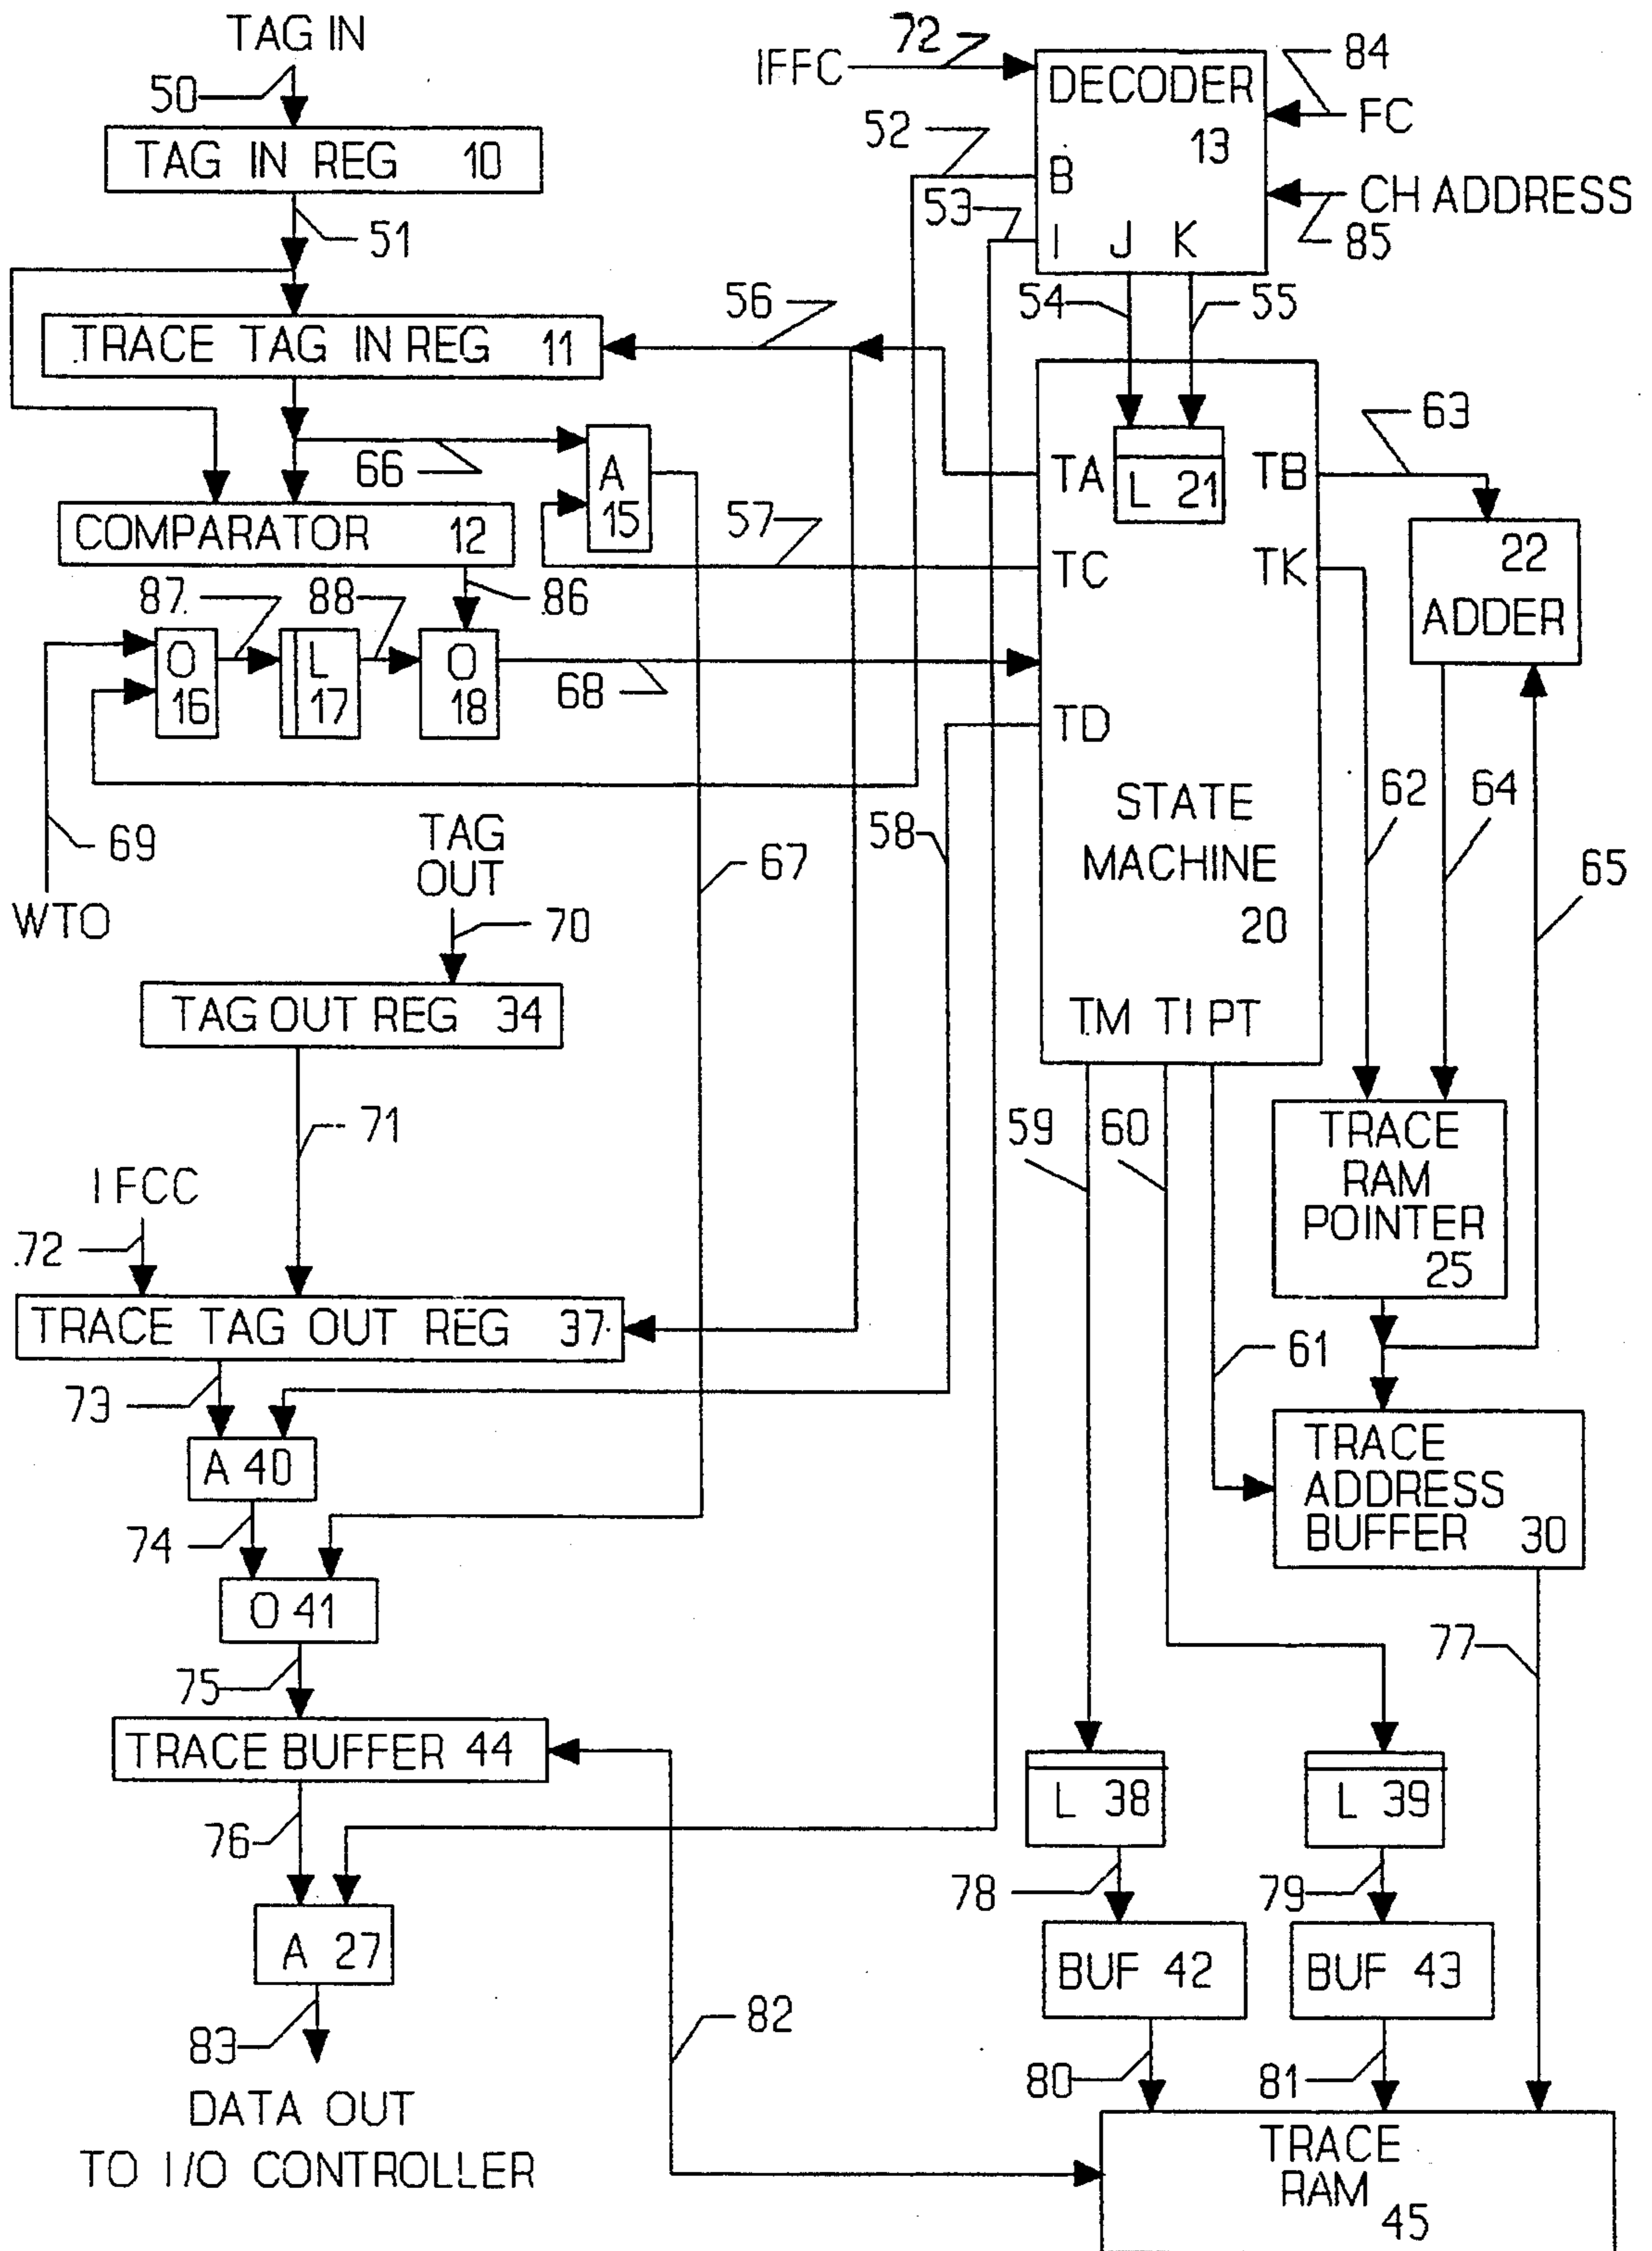 TAG IN
50
TAG IN REG 10
51
TRACE TAG IN REG 11
56
66
A
15
57
COMPARATOR 12
86
87
88
O
16
L
17
O
18
68
69
WTO
IFFC
72
DECODER
13
84
FC
CH ADDRESS
85
52
B
53
I J K
54
55
TA
L 21
TB
63
TC
TK
22
ADDER
TD
STATE
MACHINE
20
62
64
65
58
67
TM TI PT
TAG
OUT
70
TAG OUT REG 34
71
IFCC
72
TRACE TAG OUT REG 37
73
A 40
74
O 41
75
TRACE BUFFER 44
76
A 27
83
DATA OUT
TO I/O CONTROLLER
59
60
61
TRACE
RAM
POINTER
25
TRACE
ADDRESS
BUFFER 30
77
L 38
L 39
78
79
BUF 42
BUF 43
82
80
81
TRACE
RAM
45